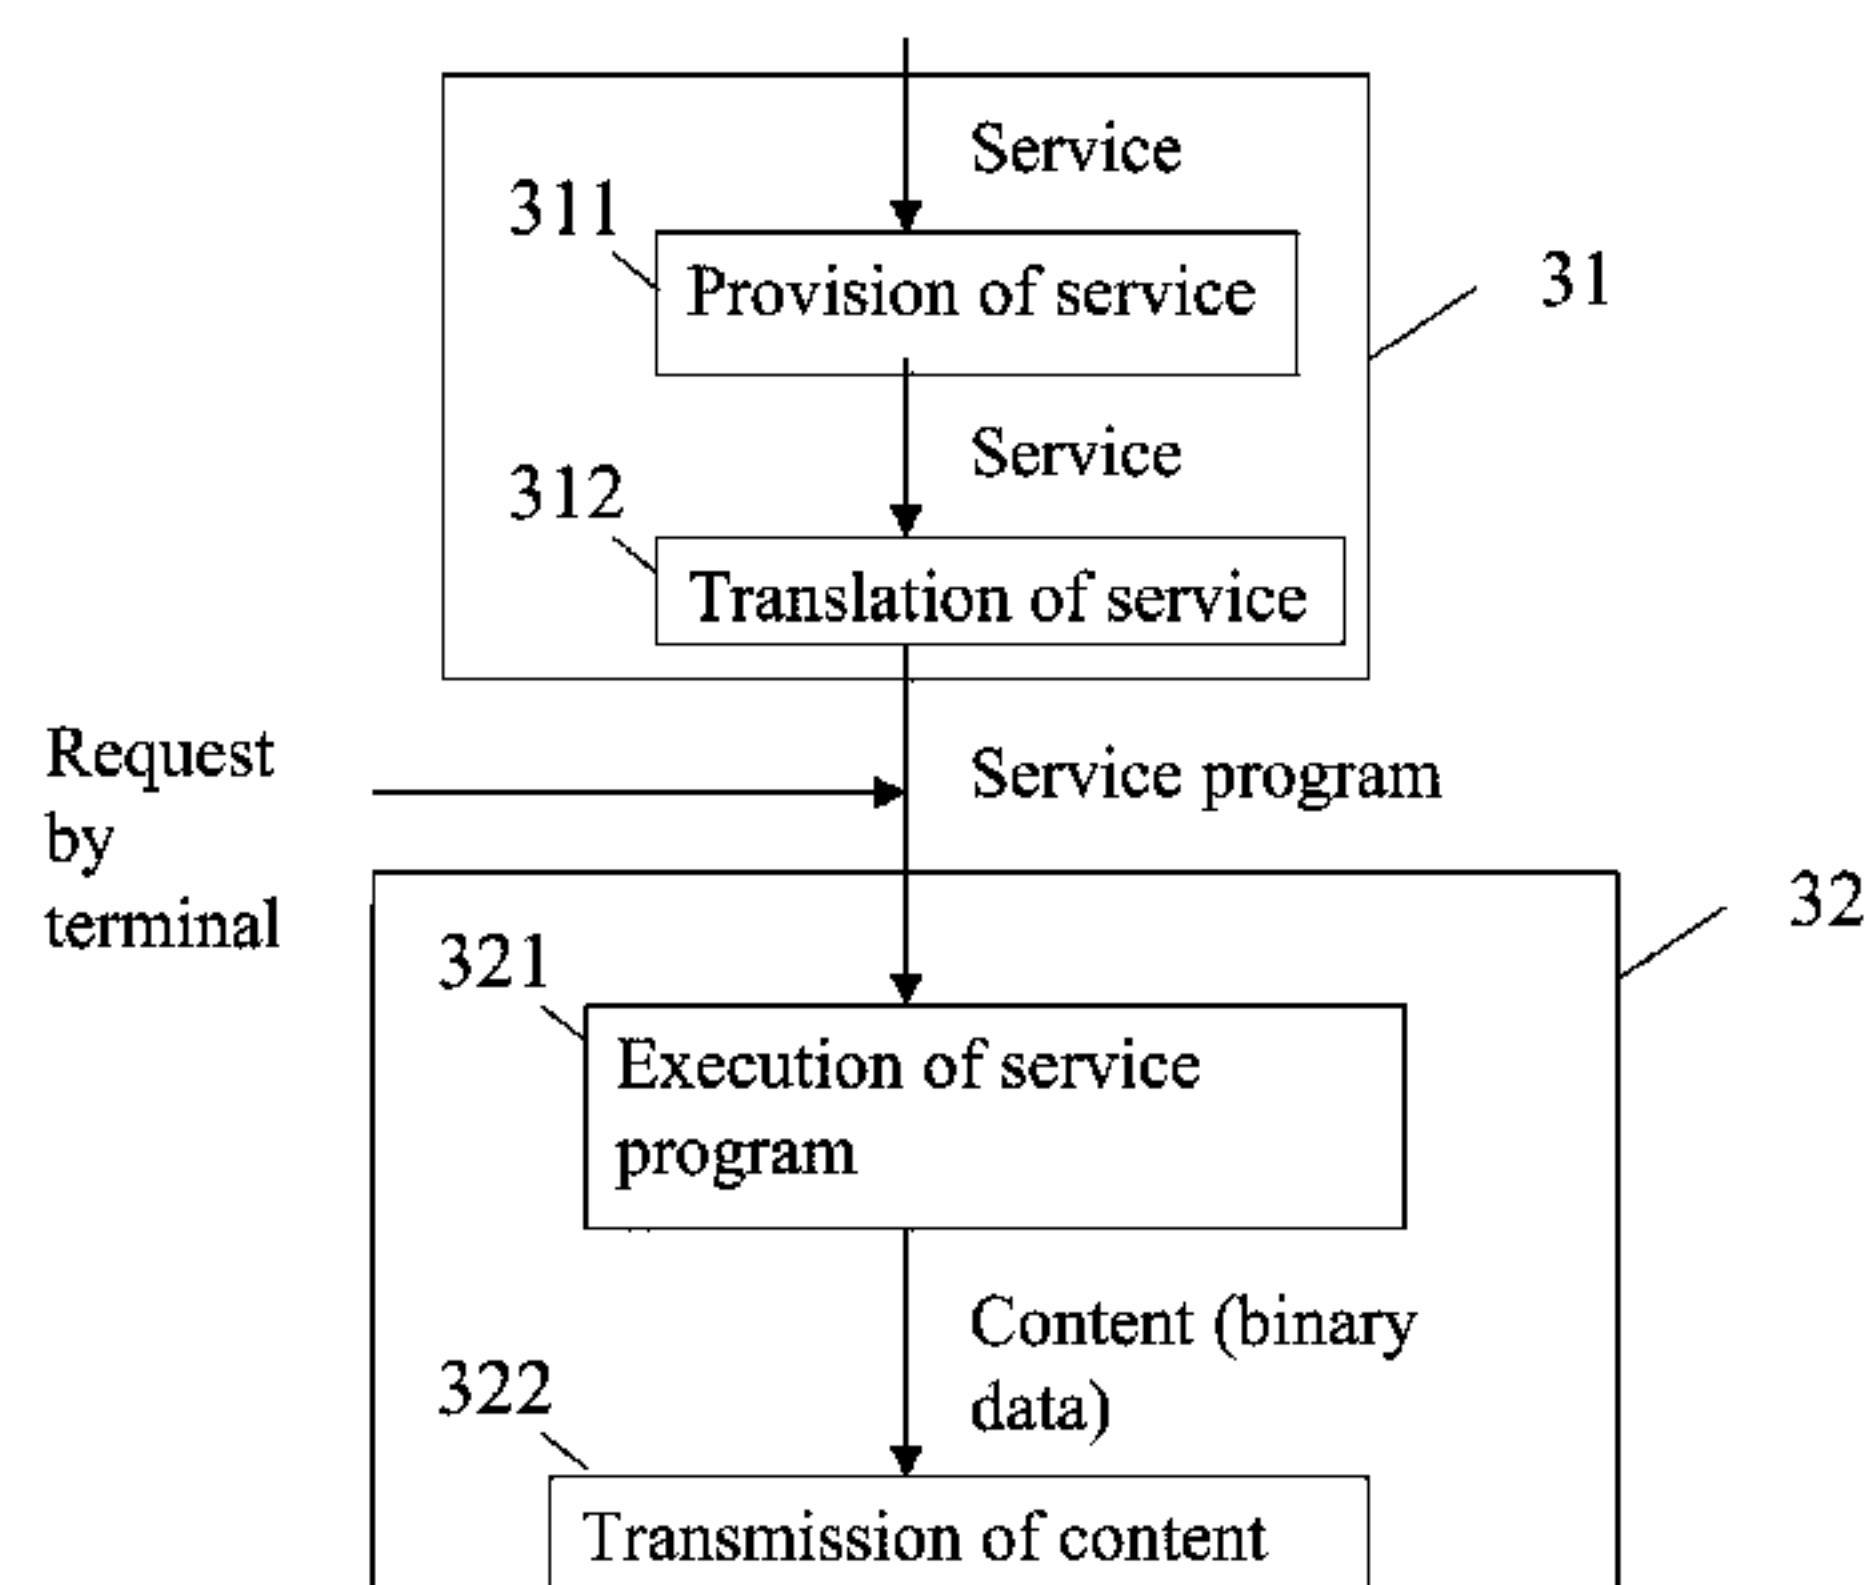 Service
311
Provision of service
31
Service
312
Translation of service
Request
by
terminal
Service program
32
321
Execution of service
program
Content (binary
data)
322
Transmission of content